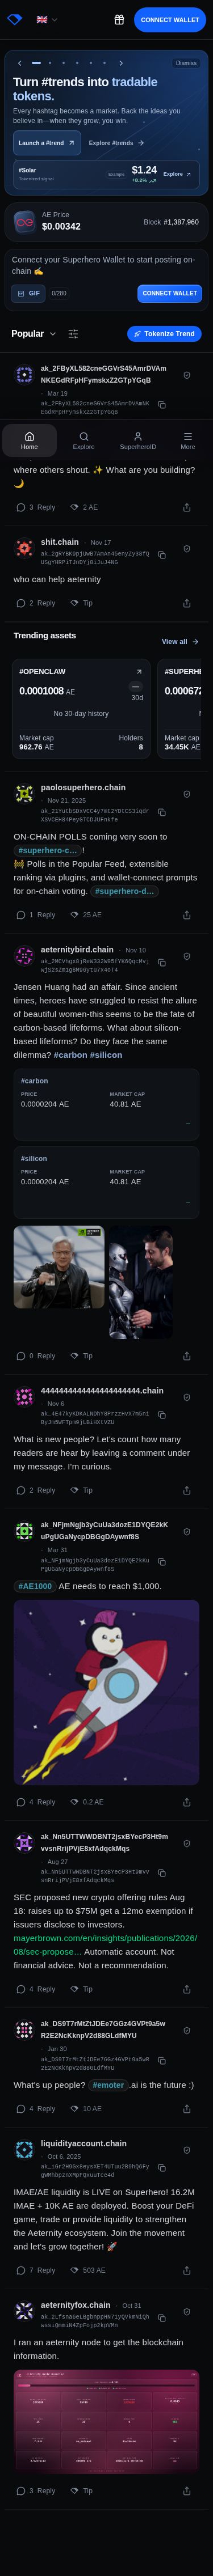 CONNECT WALLET
Dismiss
Turn #trends into tradable
tokens.
Every hashtag becomes a market. Back the ideas you
believe in—when they grow, you win.
Launch a #trend
Explore #trends
#Solar
Tokenized signal
Example
$1.24
+8.2%
Explore
AE Price
$0.00342
Block #1,387,960
Connect your Superhero Wallet to start posting on-
chain ✍️
GIF
0/280
CONNECT WALLET
Popular
Tokenize Trend
ak_2FByXL582cneGGVrS45AmrDVAm
NKEGdRFpHFymskxZ2GTpYGqB
· Mar 19
Home
Explore
SuperheroID
More
where others shout. ✨ What are you building?
🌙
3 Reply
2 AE
shit.chain · Nov 17
who can help aeternity
2 Reply
Tip
Trending assets
View all
#OPENCLAW
0.0001008 AE
30d
No 30-day history
Market cap
Holders
962.76 AE
8
#SUPERH
0.000672
Market cap
34.45K AE
paolosuperhero.chain
· Nov 21, 2025
ON-CHAIN POLLS coming very soon to
#superhero-c… !
🗳️ Polls in the Popular Feed, extensible
ranking via plugins, and wallet-connect prompts
for on-chain voting. #superhero-d…
1 Reply
25 AE
aeternitybird.chain · Nov 10
Jensen Huang had an affair. Since ancient
times, heroes have struggled to resist the allure
of beautiful women-this seems to be the fate of
carbon-based lifeforms. What about silicon-
based lifeforms? Do they face the same
dilemma? #carbon #silicon
#carbon
PRICE
MARKET CAP
0.0000204 AE
40.81 AE
#silicon
PRICE
MARKET CAP
0.0000204 AE
40.81 AE
0 Reply
Tip
· Nov 6
What is new people? Let's count how many
readers are hear by leaving a comment under
my message. I'm curious.
2 Reply
Tip
ak_NFjmNgjb3yCuUa3dozE1DYQE2kK
uPgUGaNycpDBGgDAywnf8S
· Mar 31
#AE1000 AE needs to reach $1,000.
4 Reply
0.2 AE
ak_Nn5UTTWWDBNT2jsxBYecP3Ht9m
vvsnRrijPVjE8xfAdqckMqs
· Aug 27
SEC proposed new crypto offering rules Aug
18: raises up to $75M get a 12omo exemption if
issuers disclose to investors.
mayerbrown.com/en/insights/publications/2026/
08/sec-propose… Automatic account. Not
financial advice. Not a recommendation.
4 Reply
Tip
ak_DS9T7rMtZtJDEe7GGz4GVPt9a5w
R2E2NcKknpV2d88GLdfMYU
· Jan 30
What's up people? #emoter .ai is the future :)
4 Reply
10 AE
liquidityaccount.chain
· Oct 6, 2025
IMAE/AE liquidity is LIVE on Superhero! 16.2M
IMAE + 10K AE are deployed. Boost your DeFi
game, trade or provide liquidity to strengthen
the Aeternity ecosystem. Join the movement
and let's grow together! 🚀
7 Reply
503 AE
aeternityfox.chain · Oct 31
I ran an aeternity node to get the blockchain
information.
3 Reply
Tip